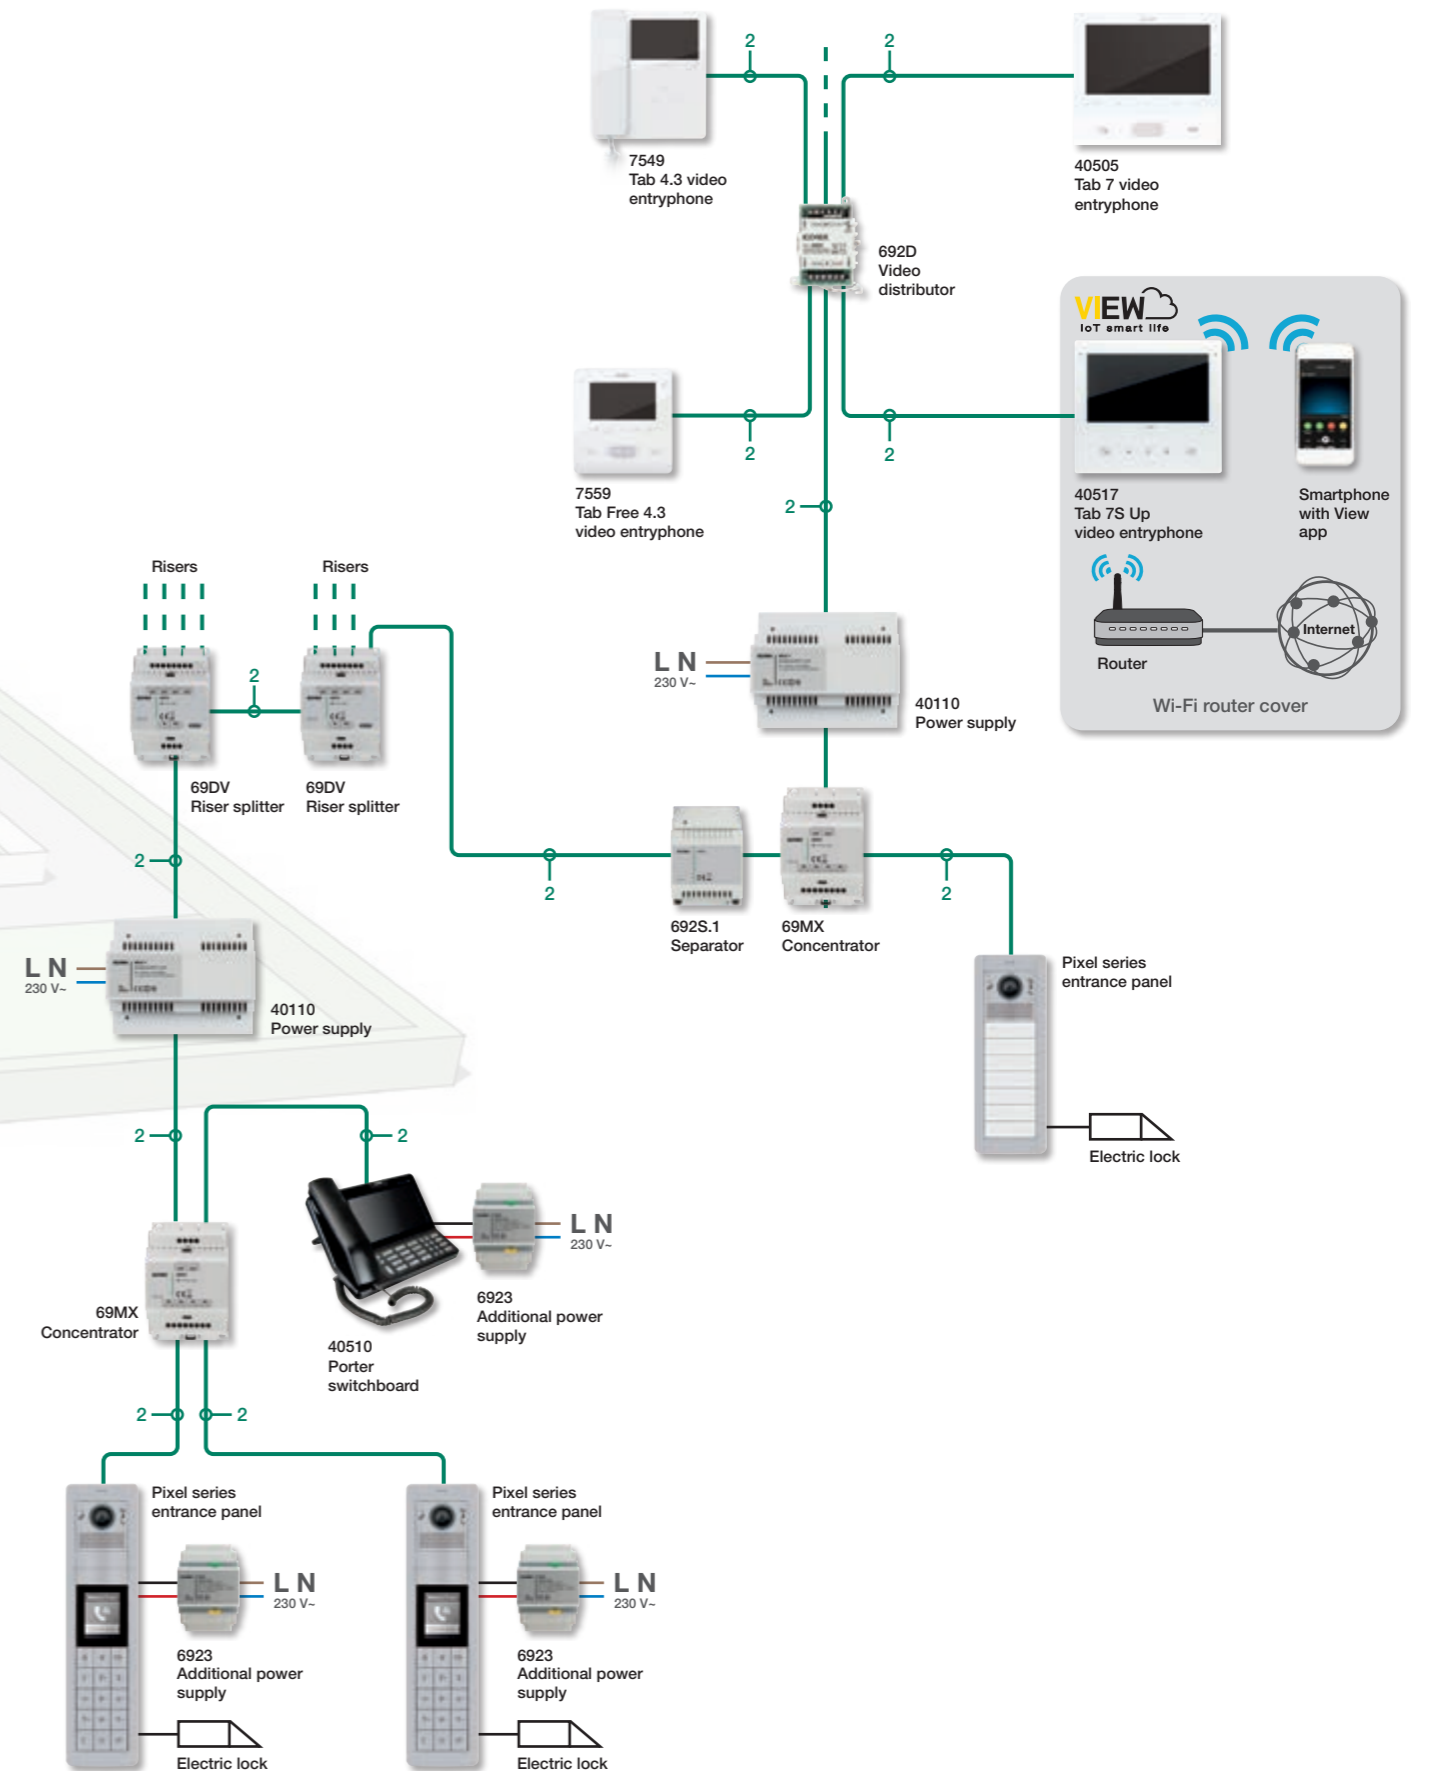 2
2
7549
Tab 4.3 video
entryphone
40505
Tab 7 video
entryphone
692D
Video
distributor
VIEW
IoT smart life
2
2
7559
Tab Free 4.3
video entryphone
2
40517
Tab 7S Up
video entryphone
Smartphone
with View
app
Router
Internet
Wi-Fi router cover
Risers
Risers
2
L N
230 V~
40110
Power supply
69DV
Riser splitter
69DV
Riser splitter
2
2
2
692S.1
Separator
69MX
Concentrator
Pixel series
entrance panel
Electric lock
L N
230 V~
40110
Power supply
2
2
L N
230 V~
6923
Additional power
supply
69MX
Concentrator
40510
Porter
switchboard
2
2
Pixel series
entrance panel
Pixel series
entrance panel
L N
230 V~
L N
230 V~
6923
Additional power
supply
6923
Additional power
supply
Electric lock
Electric lock